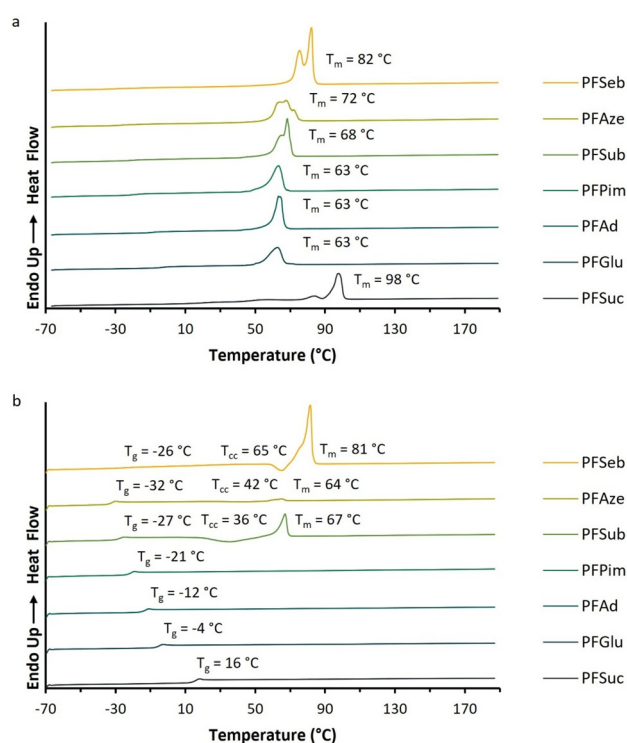 a
Tm = 82 °C
PFSeb
Tm = 72 °C
PFAze
Tm = 68 °C
PFSub
Tm = 63 °C
PFPim
Tm = 63 °C
PFAd
Tm = 63 °C
PFGlu
Tm = 98 °C
PFSuc
Endo Up → Heat Flow
-70 -30 10 50 90 130 170
Temperature (°C)
b
Tg = -26 °C Tcc = 65 °C Tm = 81 °C
PFSeb
Tg = -32 °C Tcc = 42 °C Tm = 64 °C
PFAze
Tg = -27 °C Tcc = 36 °C Tm = 67 °C
PFSub
Tg = -21 °C
PFPim
Tg = -12 °C
PFAd
Tg = -4 °C
PFGlu
Tg = 16 °C
PFSuc
Endo Up → Heat Flow
-70 -30 10 50 90 130 170
Temperature (°C)